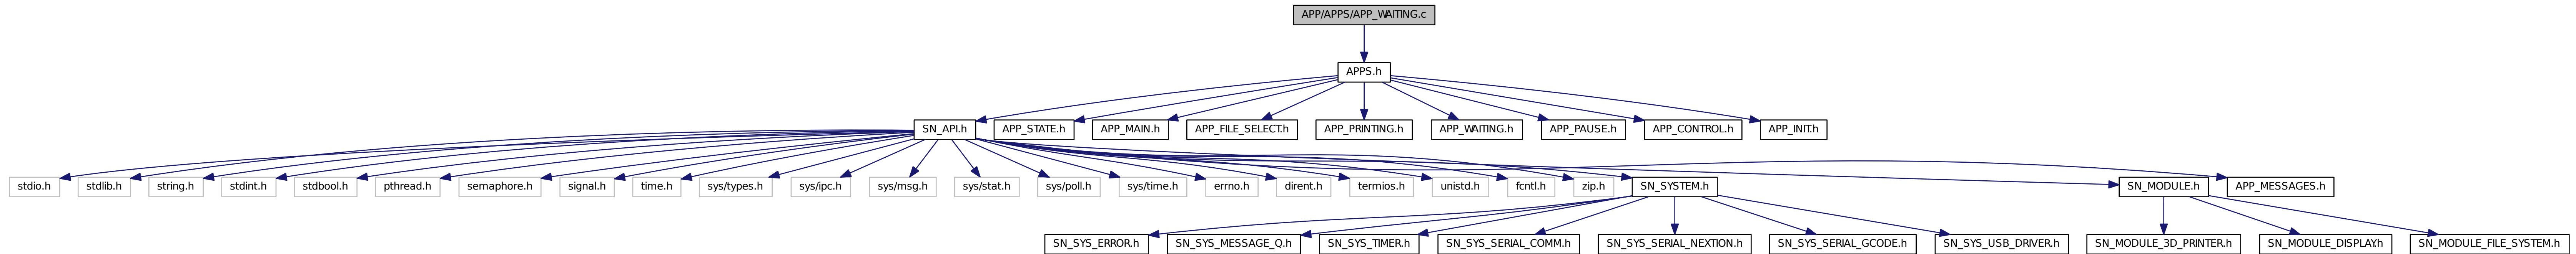 APP/APPS/APP_WAITING.c
APPS.h
SN_API.h
APP_STATE.h
APP_MAIN.h
APP_FILE_SELECT.h
APP_PRINTING.h
APP_WAITING.h
APP_PAUSE.h
APP_CONTROL.h
APP_INIT.h
stdio.h
stdlib.h
string.h
stdint.h
stdbool.h
pthread.h
semaphore.h
signal.h
time.h
sys/types.h
sys/ipc.h
sys/msg.h
sys/stat.h
sys/poll.h
sys/time.h
errno.h
dirent.h
termios.h
unistd.h
fcntl.h
zip.h
SN_SYSTEM.h
SN_MODULE.h
APP_MESSAGES.h
SN_SYS_ERROR.h
SN_SYS_MESSAGE_Q.h
SN_SYS_TIMER.h
SN_SYS_SERIAL_COMM.h
SN_SYS_SERIAL_NEXTION.h
SN_SYS_SERIAL_GCODE.h
SN_SYS_USB_DRIVER.h
SN_MODULE_3D_PRINTER.h
SN_MODULE_DISPLAY.h
SN_MODULE_FILE_SYSTEM.h